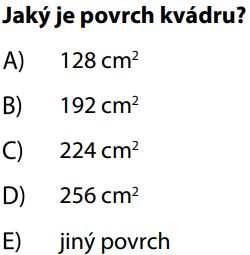 Jaký je povrch kvádru?
A) 128 cm²
B) 192 cm²
C) 224 cm²
D) 256 cm²
E) jiný povrch